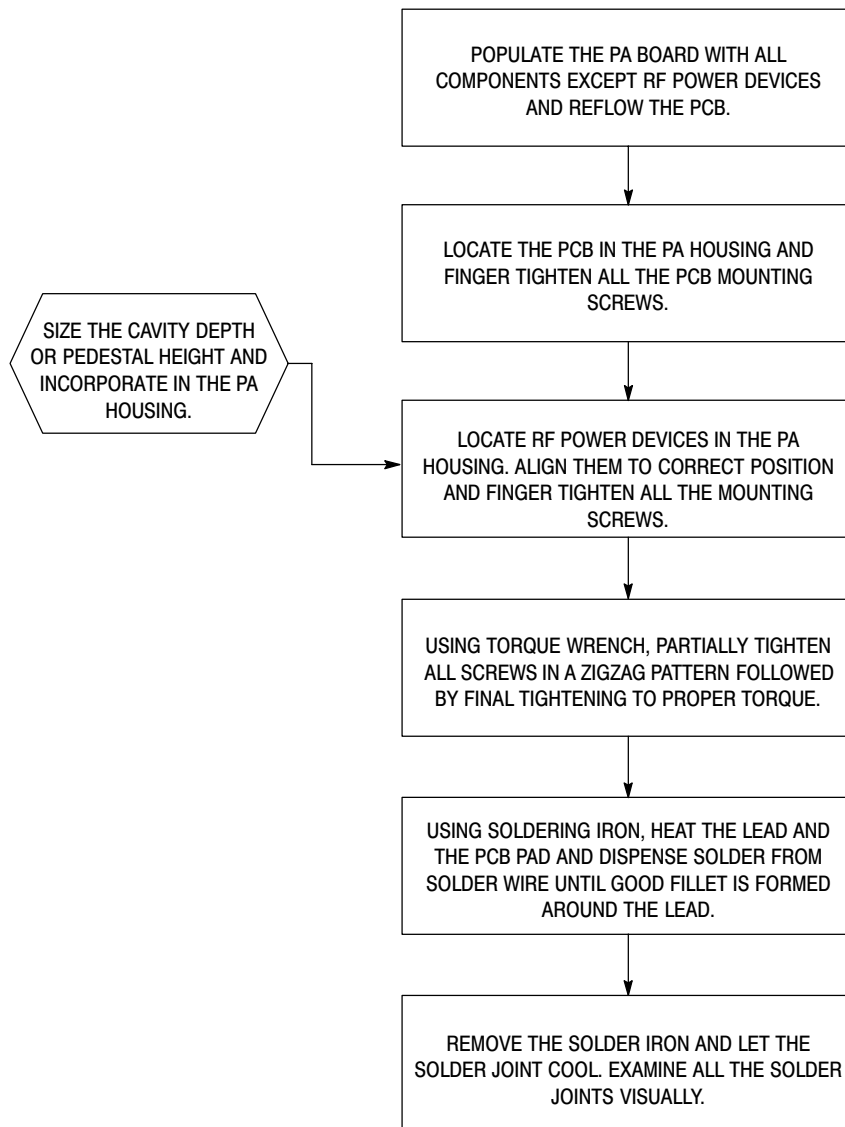 POPULATE THE PA BOARD WITH ALL
COMPONENTS EXCEPT RF POWER DEVICES
AND REFLOW THE PCB.
LOCATE THE PCB IN THE PA HOUSING AND
FINGER TIGHTEN ALL THE PCB MOUNTING
SCREWS.
SIZE THE CAVITY DEPTH
OR PEDESTAL HEIGHT AND
INCORPORATE IN THE PA
HOUSING.
LOCATE RF POWER DEVICES IN THE PA
HOUSING. ALIGN THEM TO CORRECT POSITION
AND FINGER TIGHTEN ALL THE MOUNTING
SCREWS.
USING TORQUE WRENCH, PARTIALLY TIGHTEN
ALL SCREWS IN A ZIGZAG PATTERN FOLLOWED
BY FINAL TIGHTENING TO PROPER TORQUE.
USING SOLDERING IRON, HEAT THE LEAD AND
THE PCB PAD AND DISPENSE SOLDER FROM
SOLDER WIRE UNTIL GOOD FILLET IS FORMED
AROUND THE LEAD.
REMOVE THE SOLDER IRON AND LET THE
SOLDER JOINT COOL. EXAMINE ALL THE SOLDER
JOINTS VISUALLY.